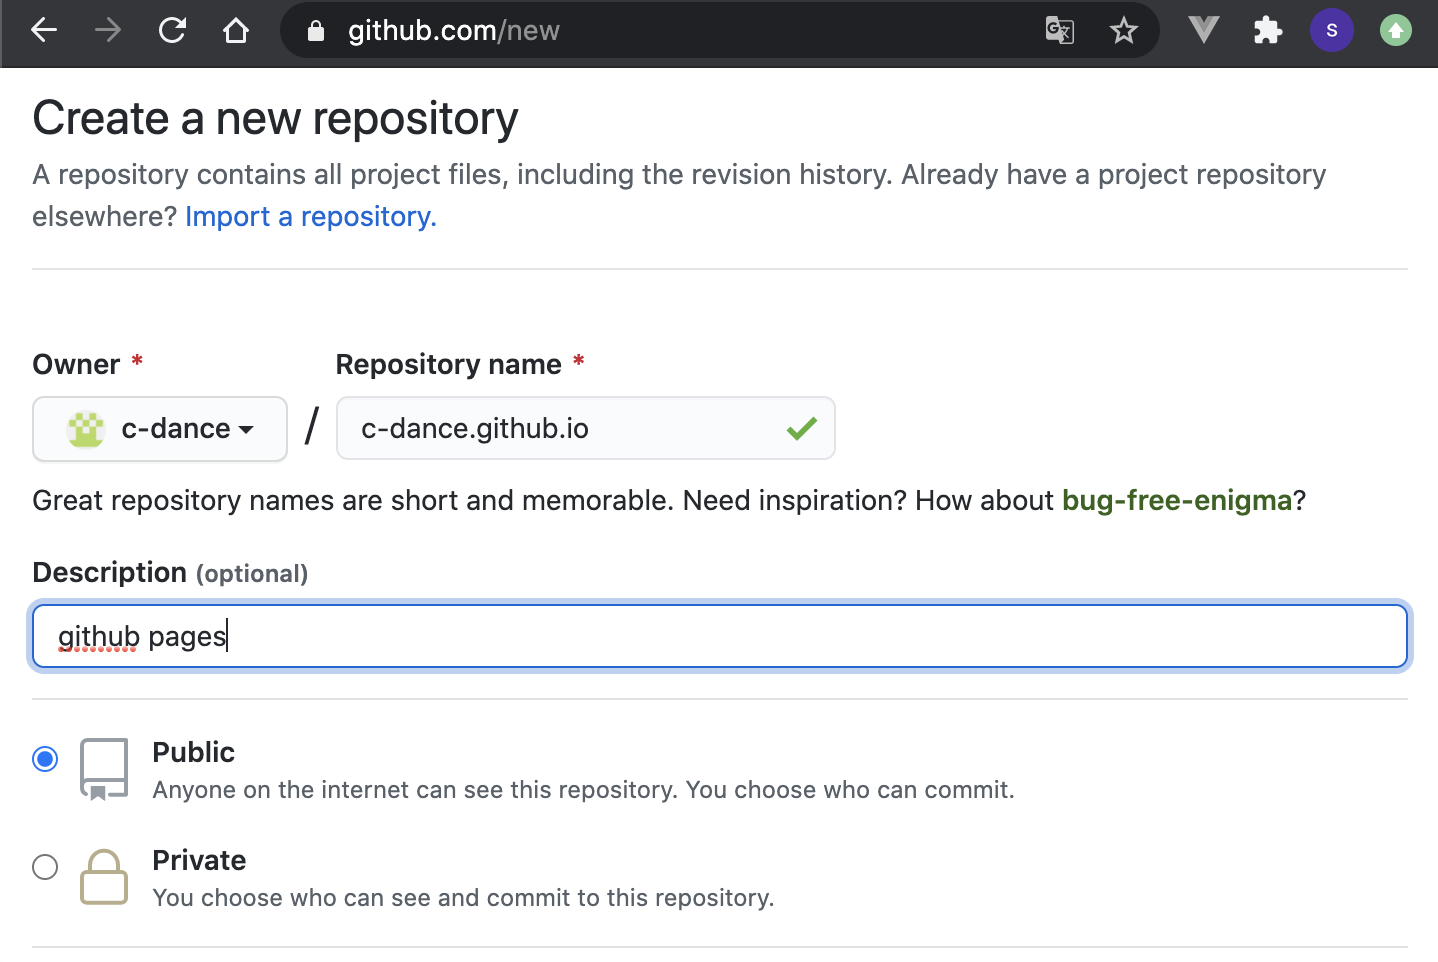 github.com/new
S
Create a new repository
A repository contains all project files, including the revision history. Already have a project repository
elsewhere? Import a repository.
Owner *
Repository name *
c-dance
/
c-dance.github.io
Great repository names are short and memorable. Need inspiration? How about bug-free-enigma?
Description (optional)
github pages
Public
Anyone on the internet can see this repository. You choose who can commit.
Private
You choose who can see and commit to this repository.